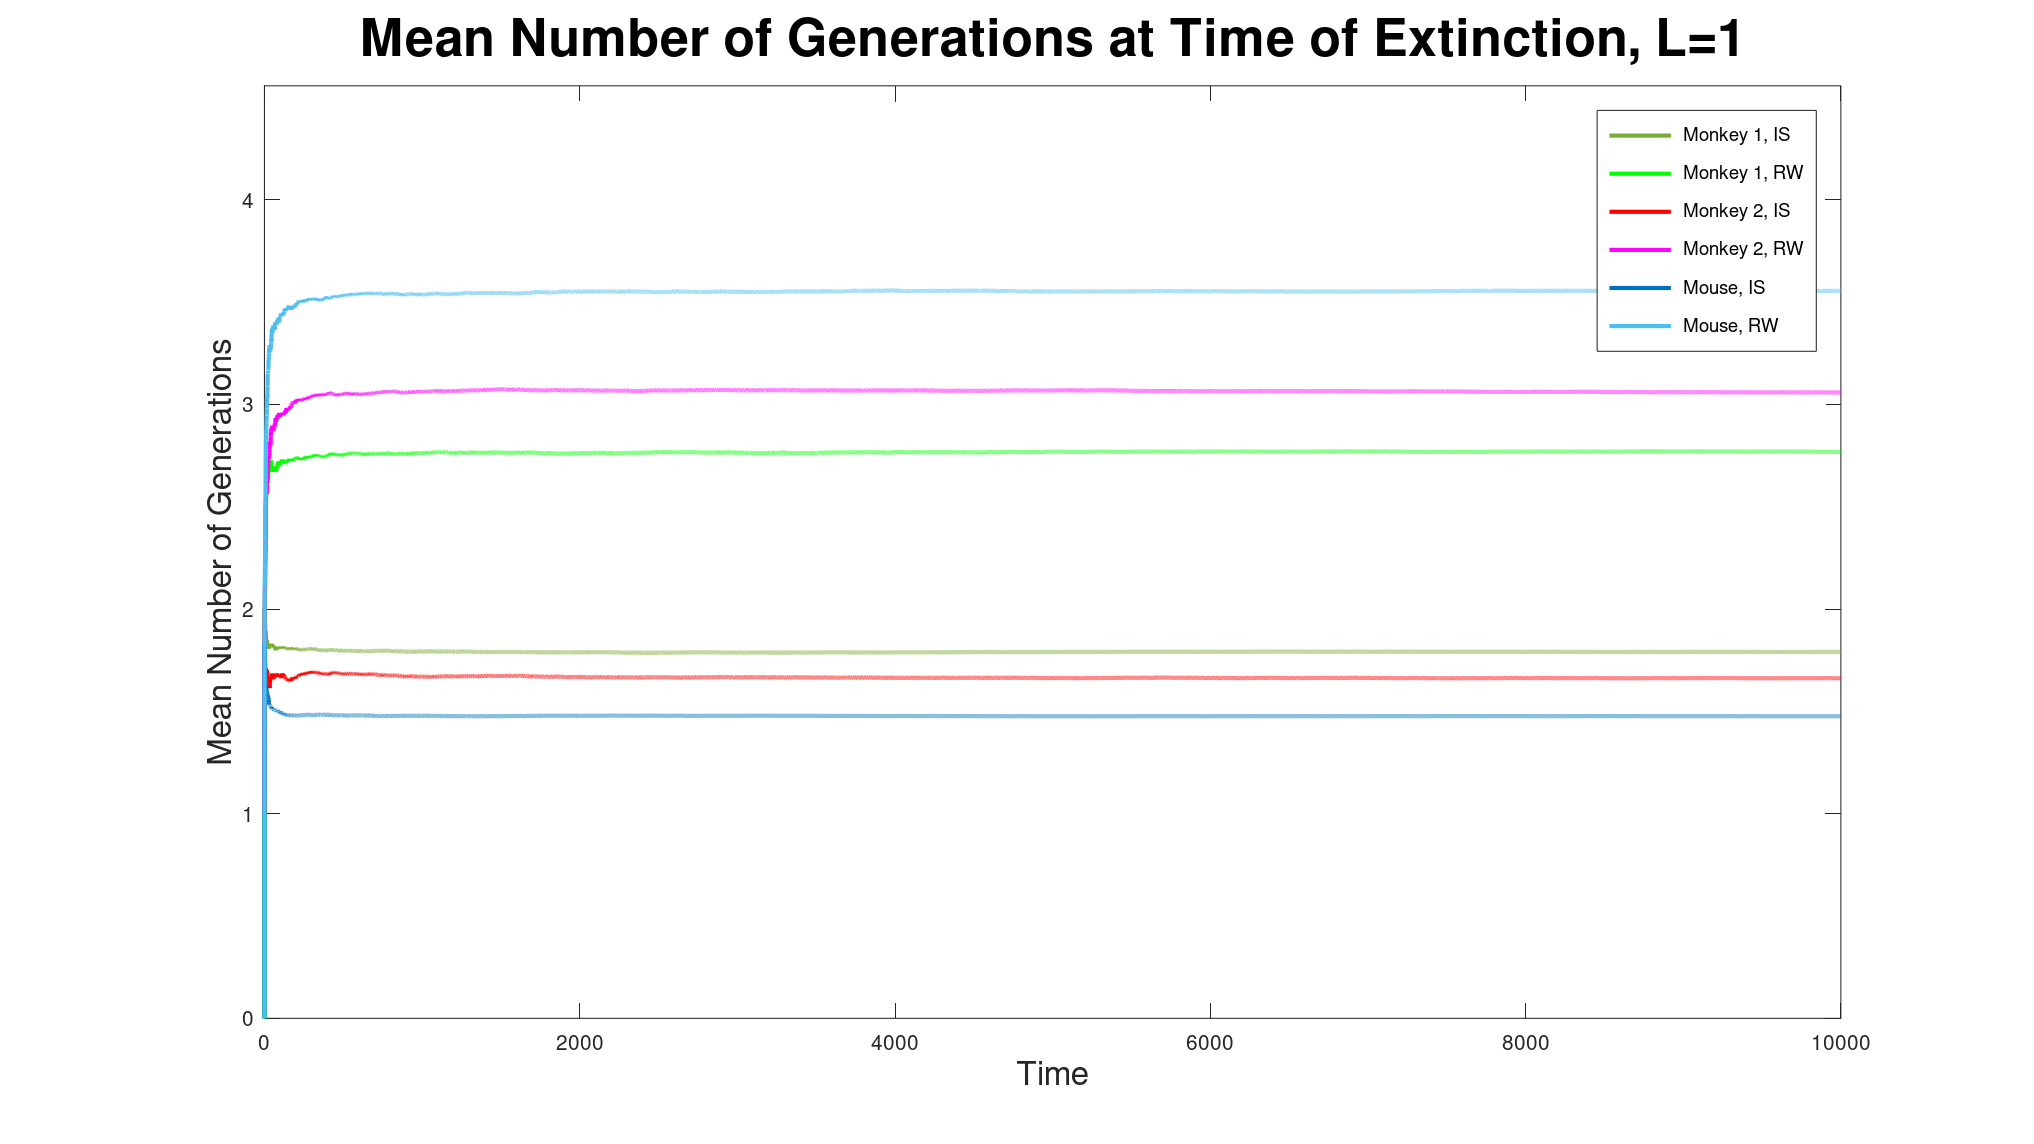 Mean Number of Generations at Time of Extinction, L=1
Mean Number of Generations
4
3
2
1
0
0 2000 4000 6000 8000 10000
Time
Monkey 1, IS
Monkey 1, RW
Monkey 2, IS
Monkey 2, RW
Mouse, IS
Mouse, RW